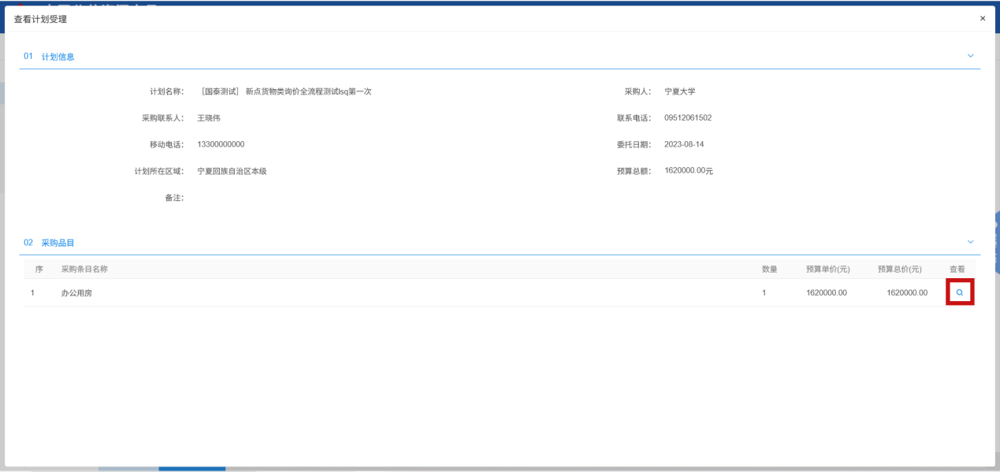 查看计划受理 ×
01 计划信息
计划名称： ［国泰测试］ 新点货物类询价全流程测试lsq第一次 采购人： 宁夏大学
采购联系人： 王晓伟 联系电话： 09512061502
移动电话： 13300000000 委托日期： 2023-08-14
计划所在区域： 宁夏回族自治区本级 预算总额： 1620000.00元
备注：
02 采购品目
序 采购条目名称 数量 预算单价(元) 预算总价(元) 查看
1 办公用房 1 1620000.00 1620000.00